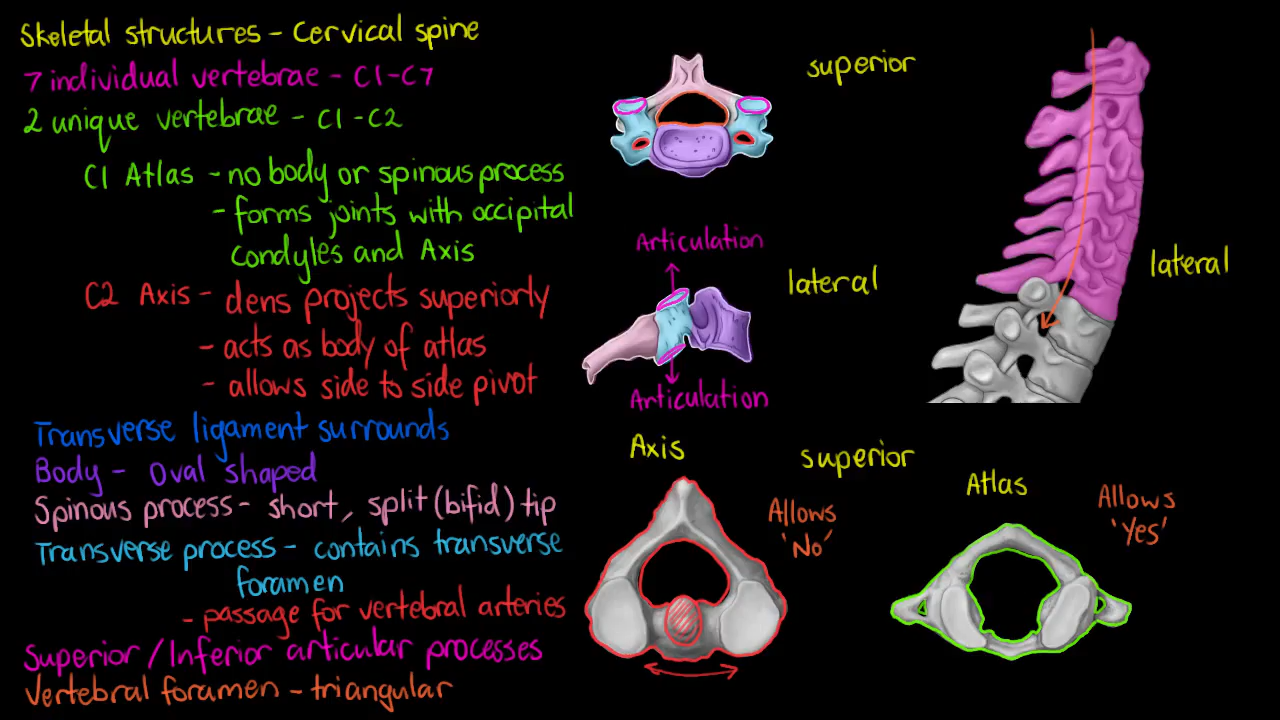 Skeletal structures - Cervical spine
7 individual vertebrae - C1-C7
2 unique vertebrae - C1-C2
C1 Atlas - no body or spinous process
- forms joints with occipital
condyles and Axis
C2 Axis - dens projects superiorly
- acts as body of atlas
- allows side to side pivot
Transverse ligament surrounds
Body - Oval shaped
Spinous process - short, split (bifid) tip
Transverse process - contains transverse
foramen
- passage for vertebral arteries
Superior / Inferior articular processes
Vertebral foramen - triangular
superior
Articulation
lateral
Articulation
lateral
Axis
superior
Atlas
Allows
'No'
Allows
'Yes'